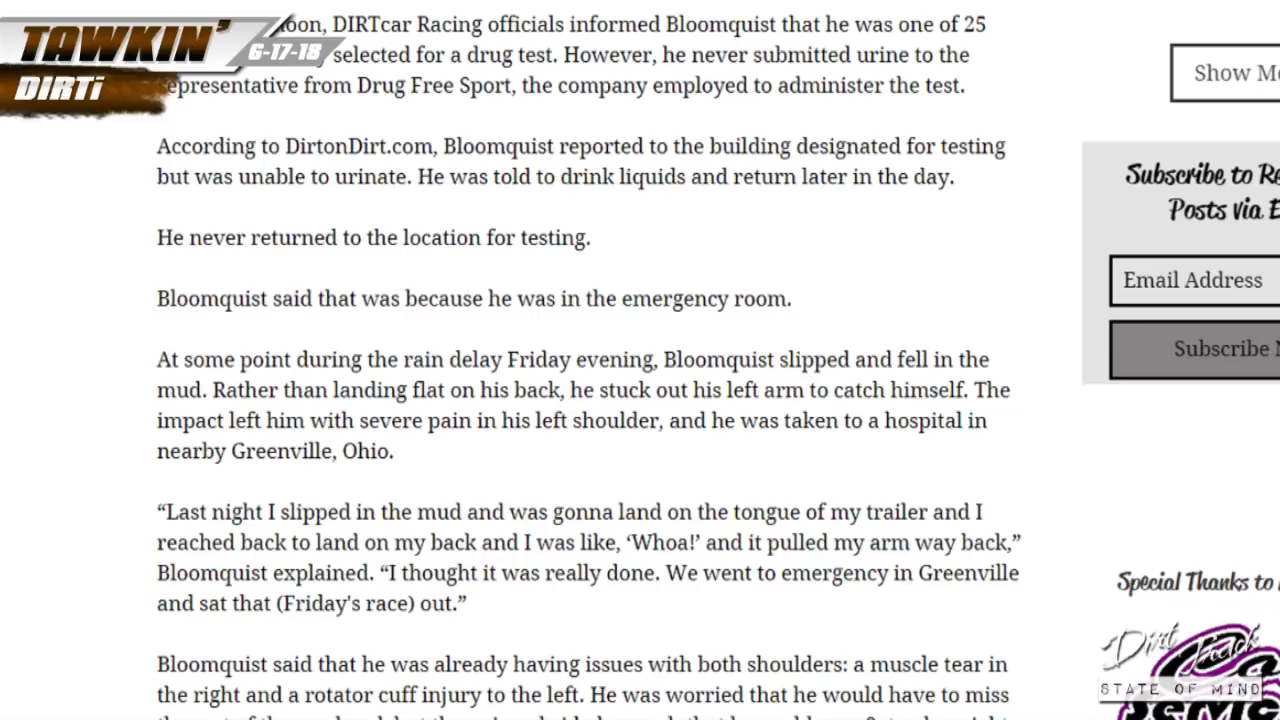 TAWKIN'
6-17-18
DIRTi
oon, DIRTcar Racing officials informed Bloomquist that he was one of 25
selected for a drug test. However, he never submitted urine to the
epresentative from Drug Free Sport, the company employed to administer the test.
According to DirtonDirt.com, Bloomquist reported to the building designated for testing
but was unable to urinate. He was told to drink liquids and return later in the day.
He never returned to the location for testing.
Bloomquist said that was because he was in the emergency room.
At some point during the rain delay Friday evening, Bloomquist slipped and fell in the
mud. Rather than landing flat on his back, he stuck out his left arm to catch himself. The
impact left him with severe pain in his left shoulder, and he was taken to a hospital in
nearby Greenville, Ohio.
“Last night I slipped in the mud and was gonna land on the tongue of my trailer and I
reached back to land on my back and I was like, ‘Whoa!’ and it pulled my arm way back,”
Bloomquist explained. “I thought it was really done. We went to emergency in Greenville
and sat that (Friday's race) out.”
Bloomquist said that he was already having issues with both shoulders: a muscle tear in
the right and a rotator cuff injury to the left. He was worried that he would have to miss
Show Mo
Subscribe to Re
Posts via E
Email Address
Subscribe N
Special Thanks to
Dirt Track
STATE OF MIND